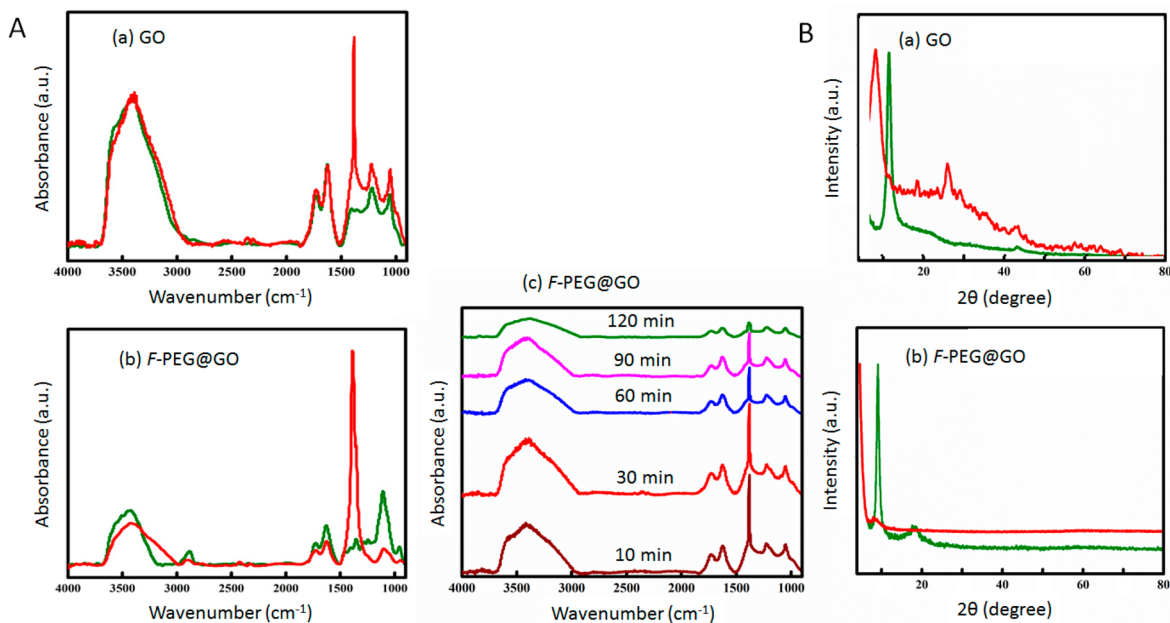 A
(a) GO
Absorbance (a.u.)
4000 3500 3000 2500 2000 1500 1000
Wavenumber (cm⁻¹)
(b) F-PEG@GO
Absorbance (a.u.)
4000 3500 3000 2500 2000 1500 1000
Wavenumber (cm⁻¹)
(c) F-PEG@GO
120 min
90 min
60 min
30 min
10 min
Absorbance (a.u.)
4000 3500 3000 2500 2000 1500 1000
Wavenumber (cm⁻¹)
B
(a) GO
Intensity (a.u.)
20 40 60 80
2θ (degree)
(b) F-PEG@GO
Intensity (a.u.)
20 40 60 80
2θ (degree)